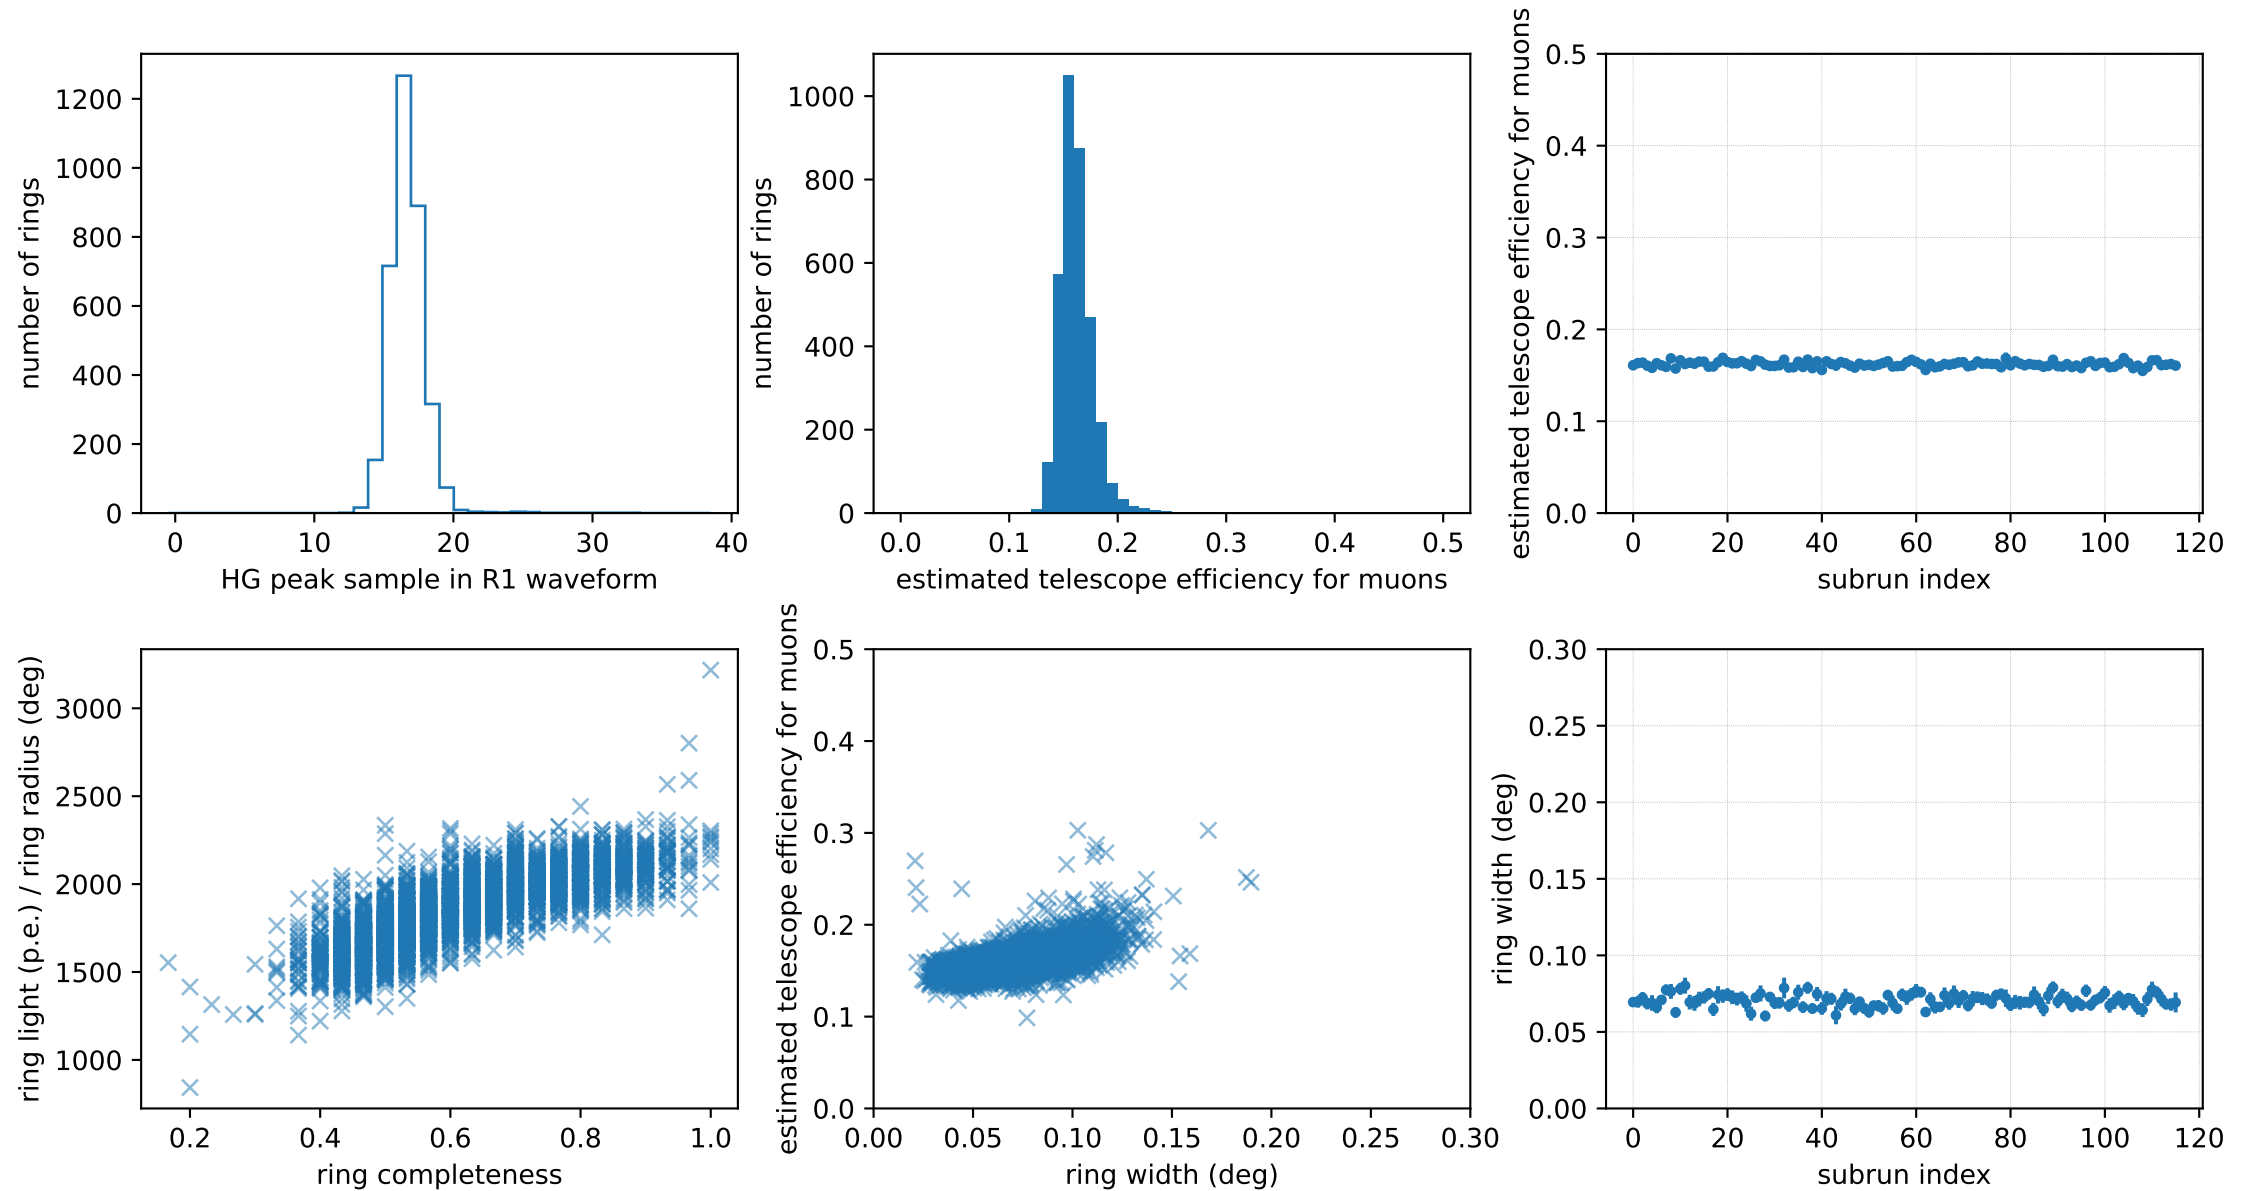 number of rings
1200
1000
800
600
400
200
0
0 10 20 30 40
HG peak sample in R1 waveform
number of rings
1000
800
600
400
200
0
0.0 0.1 0.2 0.3 0.4 0.5
estimated telescope efficiency for muons
estimated telescope efficiency for muons
0.5
0.4
0.3
0.2
0.1
0.0
0 20 40 60 80 100 120
subrun index
ring light (p.e.) / ring radius (deg)
3000
2500
2000
1500
1000
0.2 0.4 0.6 0.8 1.0
ring completeness
estimated telescope efficiency for muons
0.5
0.4
0.3
0.2
0.1
0.0
0.00 0.05 0.10 0.15 0.20 0.25 0.30
ring width (deg)
ring width (deg)
0.30
0.25
0.20
0.15
0.10
0.05
0.00
0 20 40 60 80 100 120
subrun index